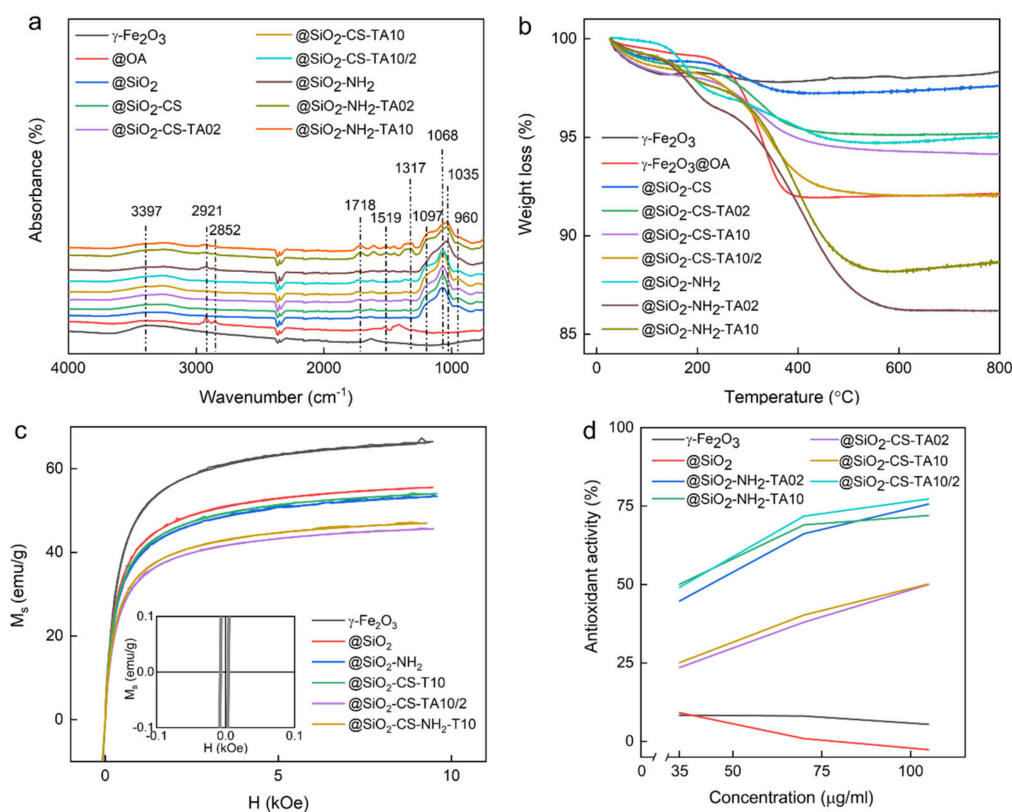 a
γ-Fe2O3
@OA
@SiO2
@SiO2-CS
@SiO2-CS-TA02
@SiO2-CS-TA10
@SiO2-CS-TA10/2
@SiO2-NH2
@SiO2-NH2-TA02
@SiO2-NH2-TA10
Absorbance (%)
3397
2921
2852
1718
1519
1317
1097
1068
1035
960
4000 3000 2000 1000
Wavenumber (cm-1)
b
100
95
90
85
Weight loss (%)
γ-Fe2O3
γ-Fe2O3@OA
@SiO2-CS
@SiO2-CS-TA02
@SiO2-CS-TA10
@SiO2-CS-TA10/2
@SiO2-NH2
@SiO2-NH2-TA02
@SiO2-NH2-TA10
0 200 400 600 800
Temperature (°C)
c
60
40
20
0
Ms (emu/g)
0.1
0.0
-0.1
Ms (emu/g)
-0.1 0.0 0.1
H (kOe)
γ-Fe2O3
@SiO2
@SiO2-NH2
@SiO2-CS-T10
@SiO2-CS-TA10/2
@SiO2-CS-NH2-T10
0 5 10
H (kOe)
d
100
75
50
25
0
Antioxidant activity (%)
γ-Fe2O3
@SiO2
@SiO2-NH2-TA02
@SiO2-NH2-TA10
@SiO2-CS-TA02
@SiO2-CS-TA10
@SiO2-CS-TA10/2
0 35 50 75 100
Concentration (μg/ml)